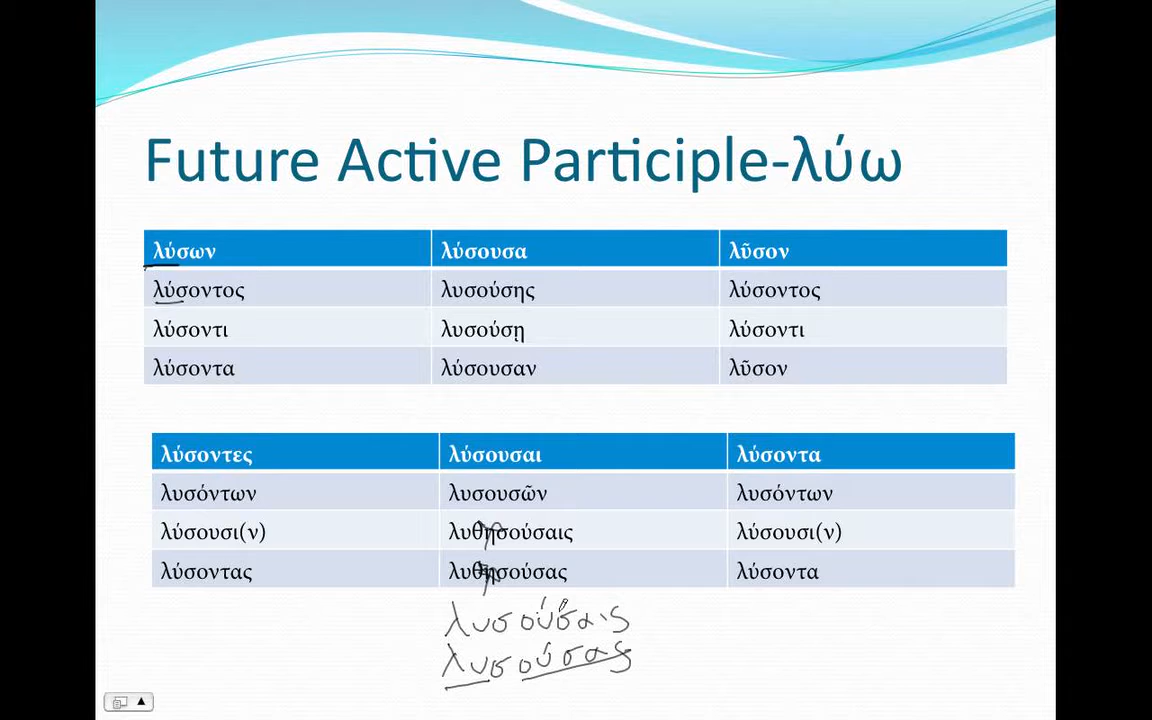 Future Active Participle-λύω
λύσων λύσουσα λῦσον
λύσοντος λυσούσης λύσοντος
λύσοντι λυσούσῃ λύσοντι
λύσοντα λύσουσαν λῦσον
λύσοντες λύσουσαι λύσοντα
λυσόντων λυσουσῶν λυσόντων
λύσουσι(ν) λυθησούσαις λύσουσι(ν)
λύσοντας λυθησούσας λύσοντα
λυσούσαις
λυσούσας